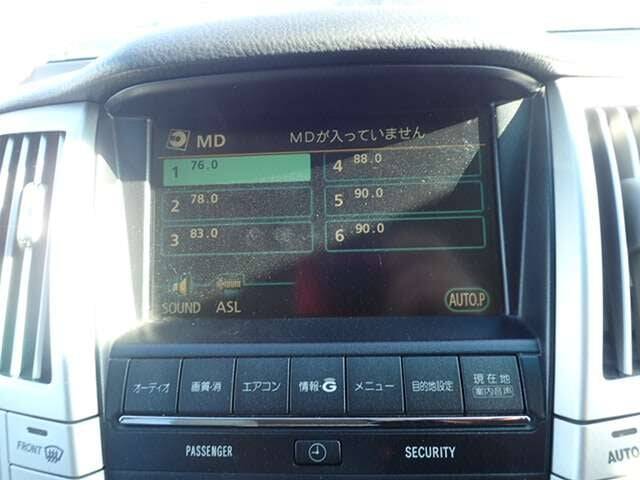 MD MDが入っていません
1 76.0
4 88.0
2 78.0
5 90.0
3 83.0
6 90.0
SOUND ASL AUTO.P
オーディオ 画質・消 エアコン 情報・G メニュー 目的地設定 現在地
案内音声
FRONT PASSENGER SECURITY AUTO